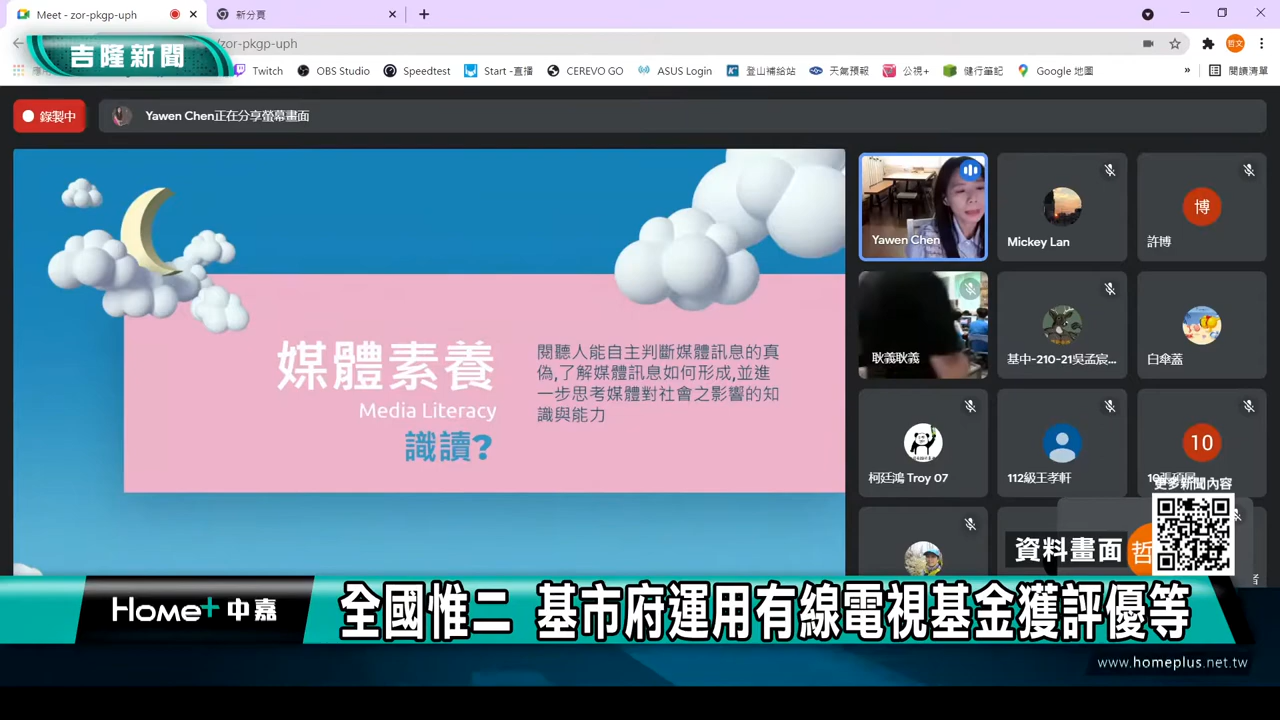 Meet - zor-pkgp-uph
新分頁
吉隆新聞
/zor-pkgp-uph
哲文
Twitch
OBS Studio
Speedtest
Start -直播
CEREVO GO
ASUS Login
登山補給站
天氣預報
公視+
健行筆記
Google 地圖
»
閱讀清單
錄製中
Yawen Chen正在分享螢幕畫面
媒體素養
Media Literacy
識讀?
閱聽人能自主判斷媒體訊息的真
偽,了解媒體訊息如何形成,並進
一步思考媒體對社會之影響的知
識與能力
Yawen Chen
Mickey Lan
博
許博
耿義耿義
基中-210-21吳孟宸...
白傘蓋
柯廷鴻 Troy 07
112級王孝軒
10
更多新聞內容
資料畫面
哲
Home+ 中嘉
全國惟二 基市府運用有線電視基金獲評優等
www.homeplus.net.tw